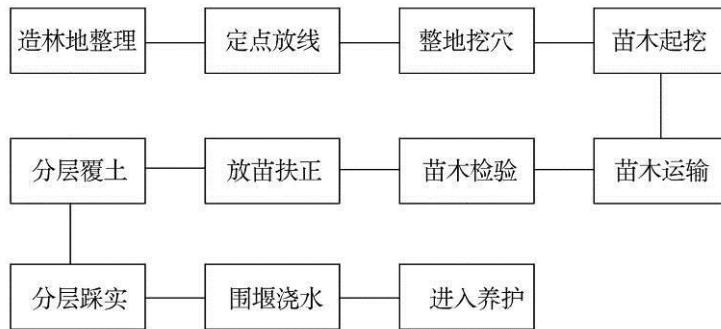 造林地整理
定点放线
整地挖穴
苗木起挖
苗木运输
苗木检验
放苗扶正
分层覆土
分层踩实
围堰浇水
进入养护